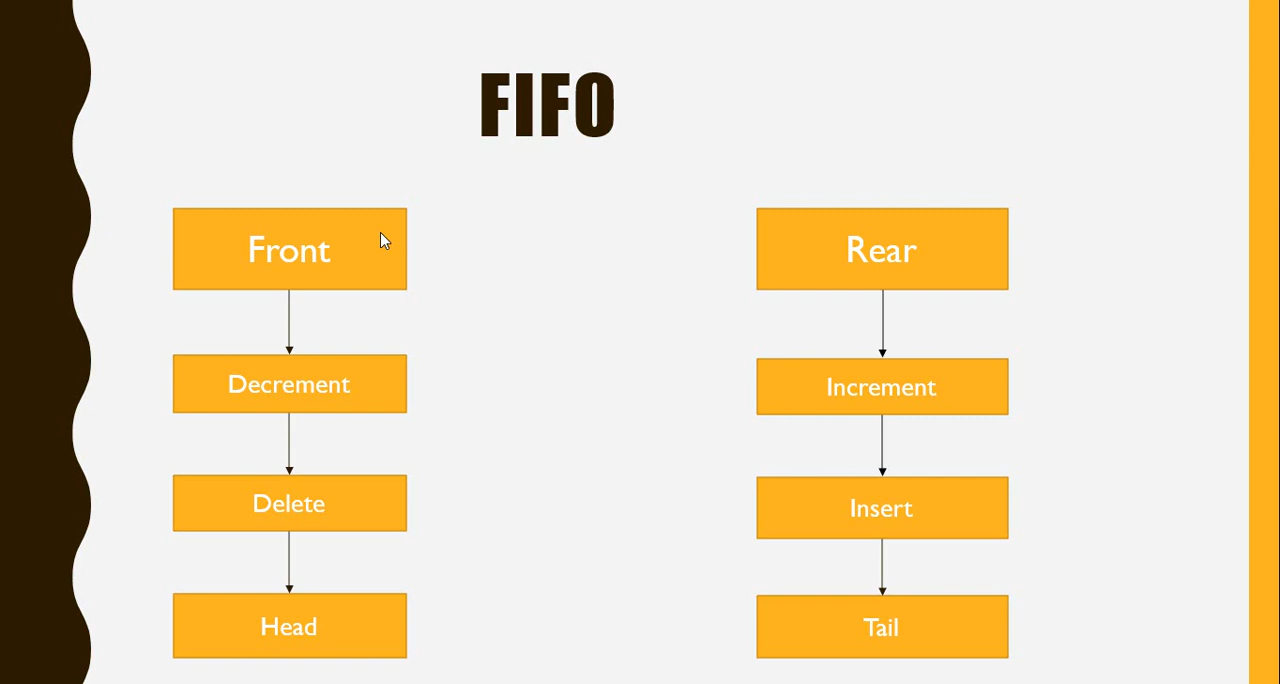 FIFO
Front
Decrement
Delete
Head
Rear
Increment
Insert
Tail